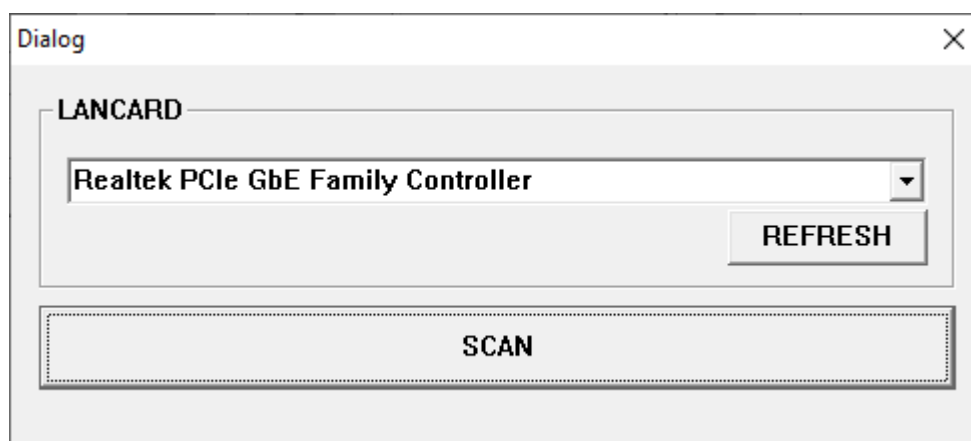 Dialog
LANCARD
Realtek PCIe GbE Family Controller
REFRESH
SCAN